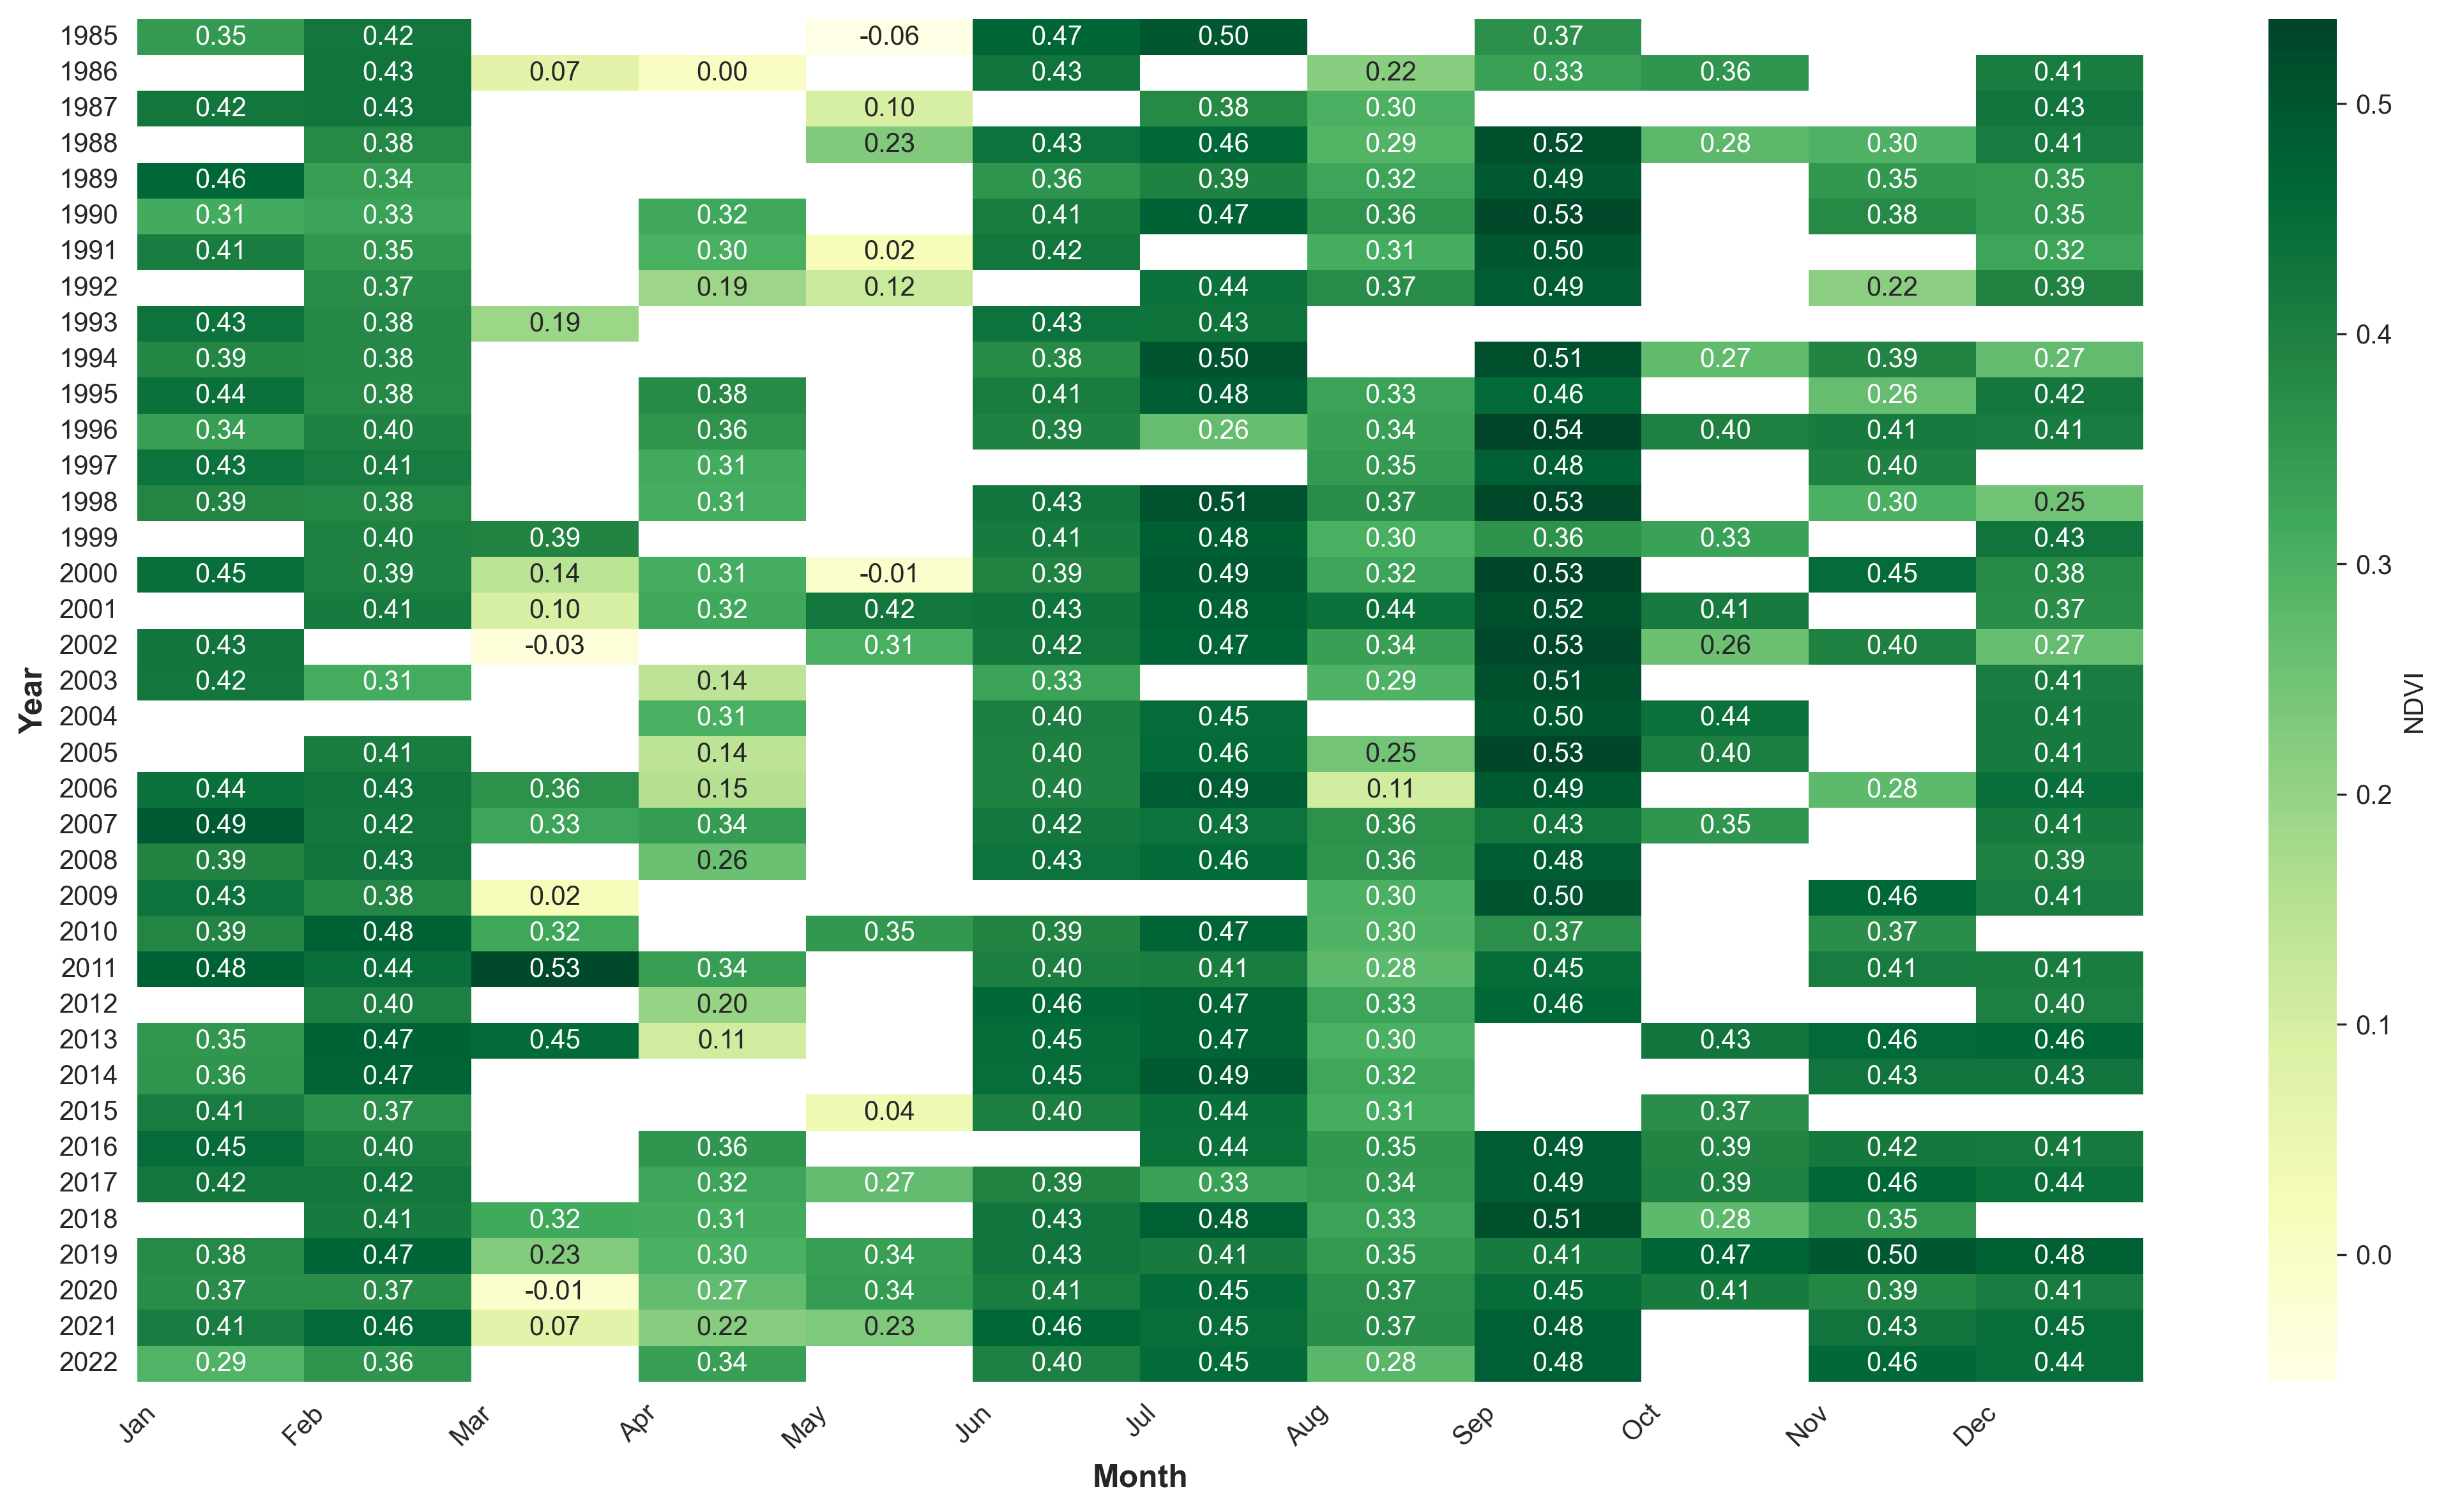 1985 0.35 0.42 -0.06 0.47 0.50 0.37
1986 0.43 0.07 0.00 0.43 0.22 0.33 0.36 0.41
1987 0.42 0.43 0.10 0.38 0.30 0.43
1988 0.38 0.23 0.43 0.46 0.29 0.52 0.28 0.30 0.41
1989 0.46 0.34 0.36 0.39 0.32 0.49 0.35 0.35
1990 0.31 0.33 0.32 0.41 0.47 0.36 0.53 0.38 0.35
1991 0.41 0.35 0.30 0.02 0.42 0.31 0.50 0.32
1992 0.37 0.19 0.12 0.44 0.37 0.49 0.22 0.39
1993 0.43 0.38 0.19 0.43 0.43
1994 0.39 0.38 0.38 0.50 0.51 0.27 0.39 0.27
1995 0.44 0.38 0.38 0.41 0.48 0.33 0.46 0.26 0.42
1996 0.34 0.40 0.36 0.39 0.26 0.34 0.54 0.40 0.41 0.41
1997 0.43 0.41 0.31 0.35 0.48 0.40
1998 0.39 0.38 0.31 0.43 0.51 0.37 0.53 0.30 0.25
1999 0.40 0.39 0.41 0.48 0.30 0.36 0.33 0.43
2000 0.45 0.39 0.14 0.31 -0.01 0.39 0.49 0.32 0.53 0.45 0.38
2001 0.41 0.10 0.32 0.42 0.43 0.48 0.44 0.52 0.41 0.37
2002 0.43 -0.03 0.31 0.42 0.47 0.34 0.53 0.26 0.40 0.27
2003 0.42 0.31 0.14 0.33 0.29 0.51 0.41
2004 0.31 0.40 0.45 0.50 0.44 0.41
2005 0.41 0.14 0.40 0.46 0.25 0.53 0.40 0.41
2006 0.44 0.43 0.36 0.15 0.40 0.49 0.11 0.49 0.28 0.44
2007 0.49 0.42 0.33 0.34 0.42 0.43 0.36 0.43 0.35 0.41
2008 0.39 0.43 0.26 0.43 0.46 0.36 0.48 0.39
2009 0.43 0.38 0.02 0.30 0.50 0.46 0.41
2010 0.39 0.48 0.32 0.35 0.39 0.47 0.30 0.37 0.37
2011 0.48 0.44 0.53 0.34 0.40 0.41 0.28 0.45 0.41 0.41
2012 0.40 0.20 0.46 0.47 0.33 0.46 0.40
2013 0.35 0.47 0.45 0.11 0.45 0.47 0.30 0.43 0.46 0.46
2014 0.36 0.47 0.45 0.49 0.32 0.43 0.43
2015 0.41 0.37 0.04 0.40 0.44 0.31 0.37
2016 0.45 0.40 0.36 0.44 0.35 0.49 0.39 0.42 0.41
2017 0.42 0.42 0.32 0.27 0.39 0.33 0.34 0.49 0.39 0.46 0.44
2018 0.41 0.32 0.31 0.43 0.48 0.33 0.51 0.28 0.35
2019 0.38 0.47 0.23 0.30 0.34 0.43 0.41 0.35 0.41 0.47 0.50 0.48
2020 0.37 0.37 -0.01 0.27 0.34 0.41 0.45 0.37 0.45 0.41 0.39 0.41
2021 0.41 0.46 0.07 0.22 0.23 0.46 0.45 0.37 0.48 0.43 0.45
2022 0.29 0.36 0.34 0.40 0.45 0.28 0.48 0.46 0.44
Jan Feb Mar Apr May Jun Jul Aug Sep Oct Nov Dec
Month
Year
0.5
0.4
0.3
0.2
0.1
0.0
NDVI